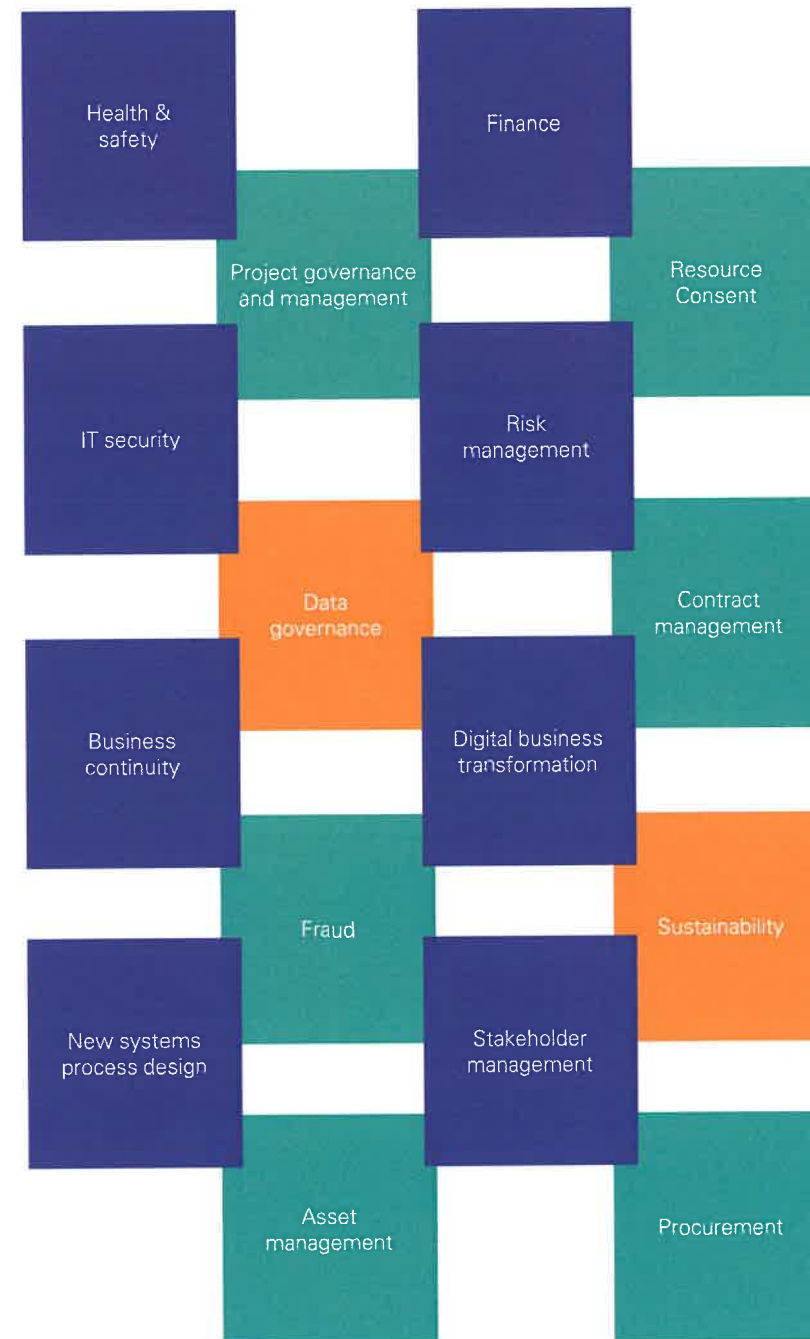 Health &
safety
Finance
Project governance
and management
Resource
Consent
IT security
Risk
management
Data
governance
Contract
management
Business
continuity
Digital business
transformation
Fraud
Sustainability
New systems
process design
Stakeholder
management
Asset
management
Procurement